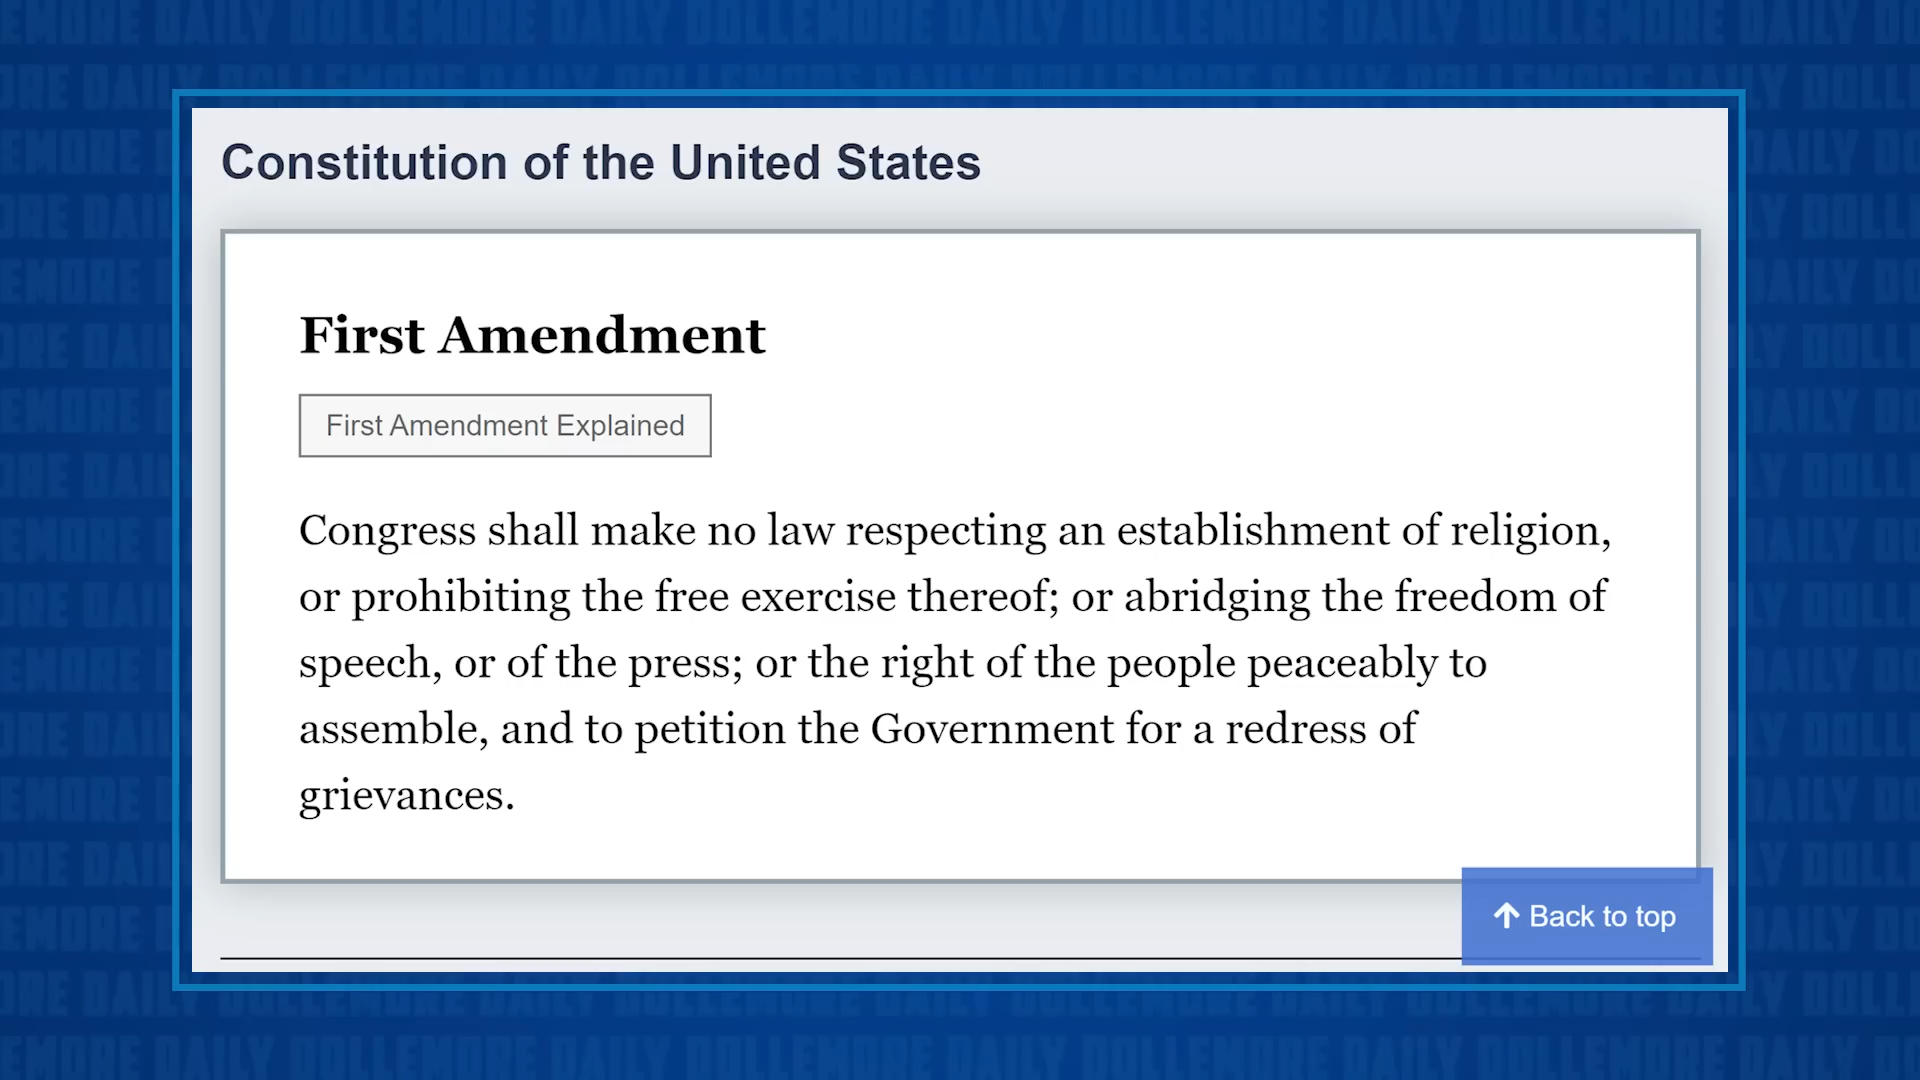 Constitution of the United States
First Amendment
First Amendment Explained
Congress shall make no law respecting an establishment of religion,
or prohibiting the free exercise thereof; or abridging the freedom of
speech, or of the press; or the right of the people peaceably to
assemble, and to petition the Government for a redress of
grievances.
Back to top